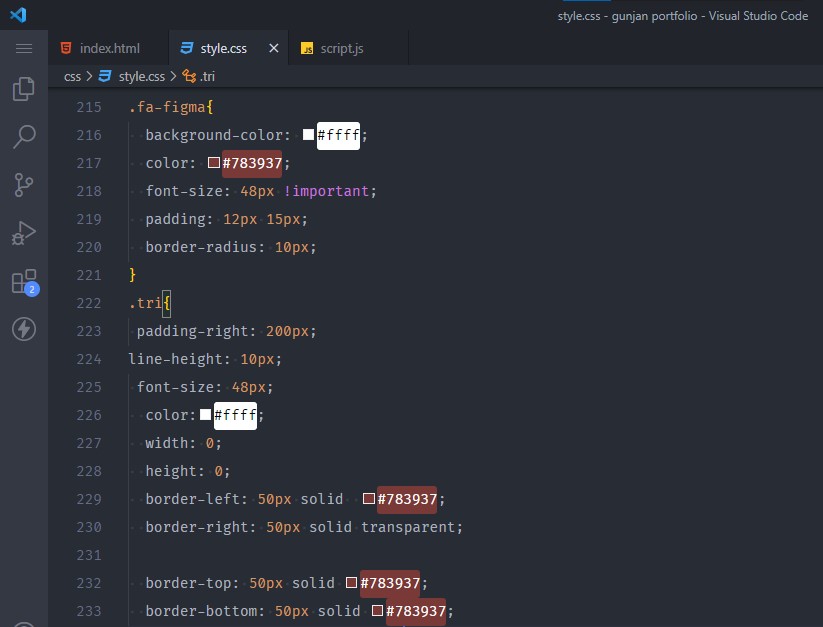 style.css - gunjan portfolio - Visual Studio Code
index.html
style.css
JS script.js
css > style.css > .tri
215 .fa-figma{
216 background-color: #ffff;
217 color: #783937;
218 font-size: 48px !important;
219 padding: 12px 15px;
220 border-radius: 10px;
221 }
222 .tri{
223 padding-right: 200px;
224 line-height: 10px;
225 font-size: 48px;
226 color: #ffff;
227 width: 0;
228 height: 0;
229 border-left: 50px solid #783937;
230 border-right: 50px solid transparent;
231
232 border-top: 50px solid #783937;
233 border-bottom: 50px solid #783937;
2